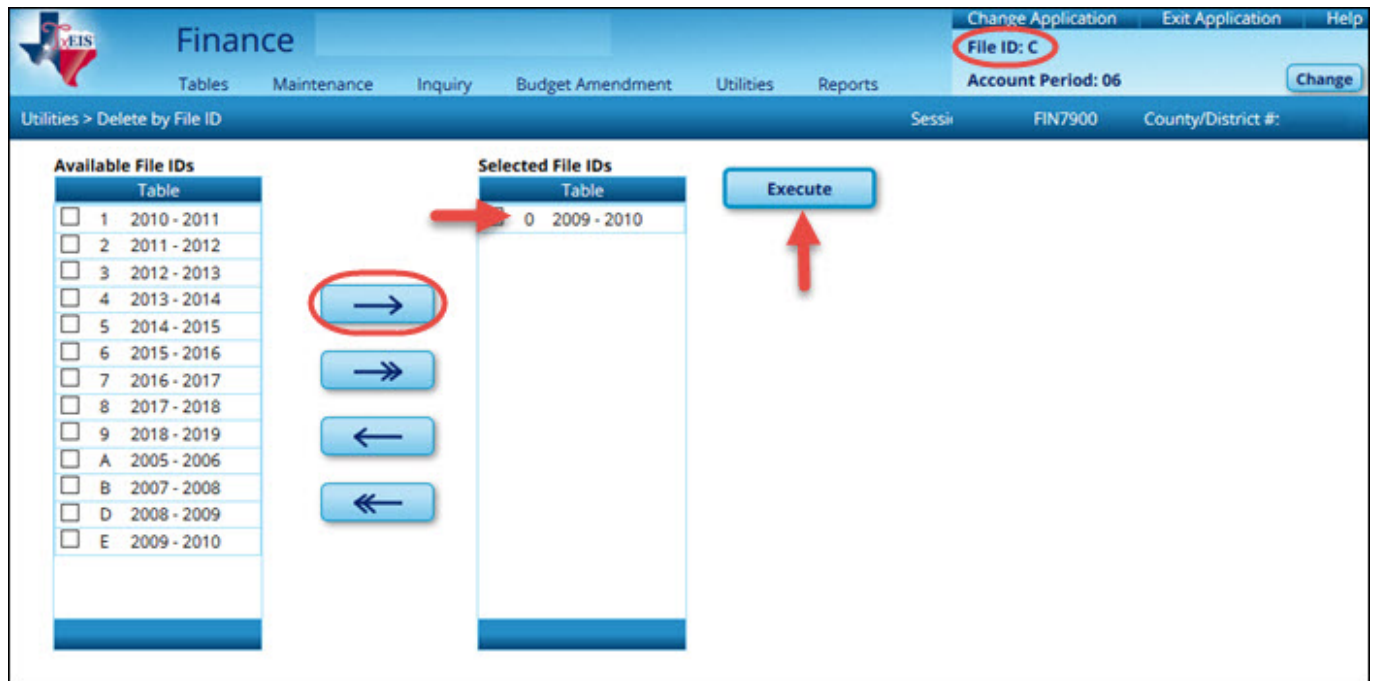 Change Application Exit Application Help
TxEIS Finance
File ID: C
Tables Maintenance Inquiry Budget Amendment Utilities Reports
Account Period: 06 Change
Utilities > Delete by File ID FIN7900 County/District #:
Available File IDs Selected File IDs
Table Table
Execute
1 2010 - 2011 0 2009 - 2010
2 2011 - 2012
3 2012 - 2013
4 2013 - 2014
5 2014 - 2015
6 2015 - 2016
7 2016 - 2017
8 2017 - 2018
9 2018 - 2019
A 2005 - 2006
B 2007 - 2008
D 2008 - 2009
E 2009 - 2010